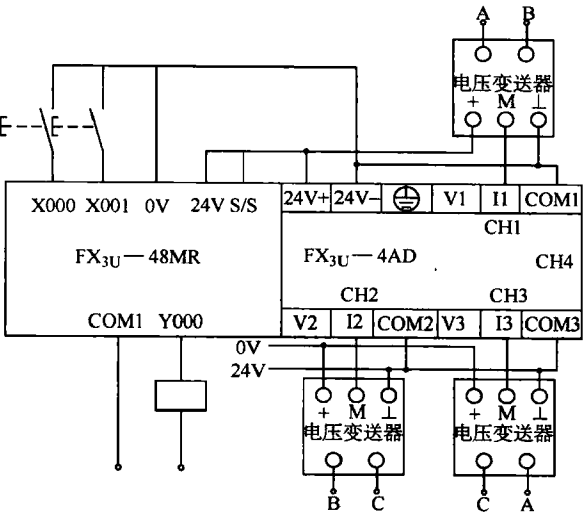 A B
电压变送器
+ M ⊥
X000 X001 0V 24V S/S
24V+ 24V− V1 I1 COM1
CH1
FX3U—48MR
FX3U—4AD
CH4
CH2 CH3
COM1 Y000
V2 I2 COM2 V3 I3 COM3
0V
24V
+ M ⊥
+ M ⊥
电压变送器
电压变送器
B C
C A